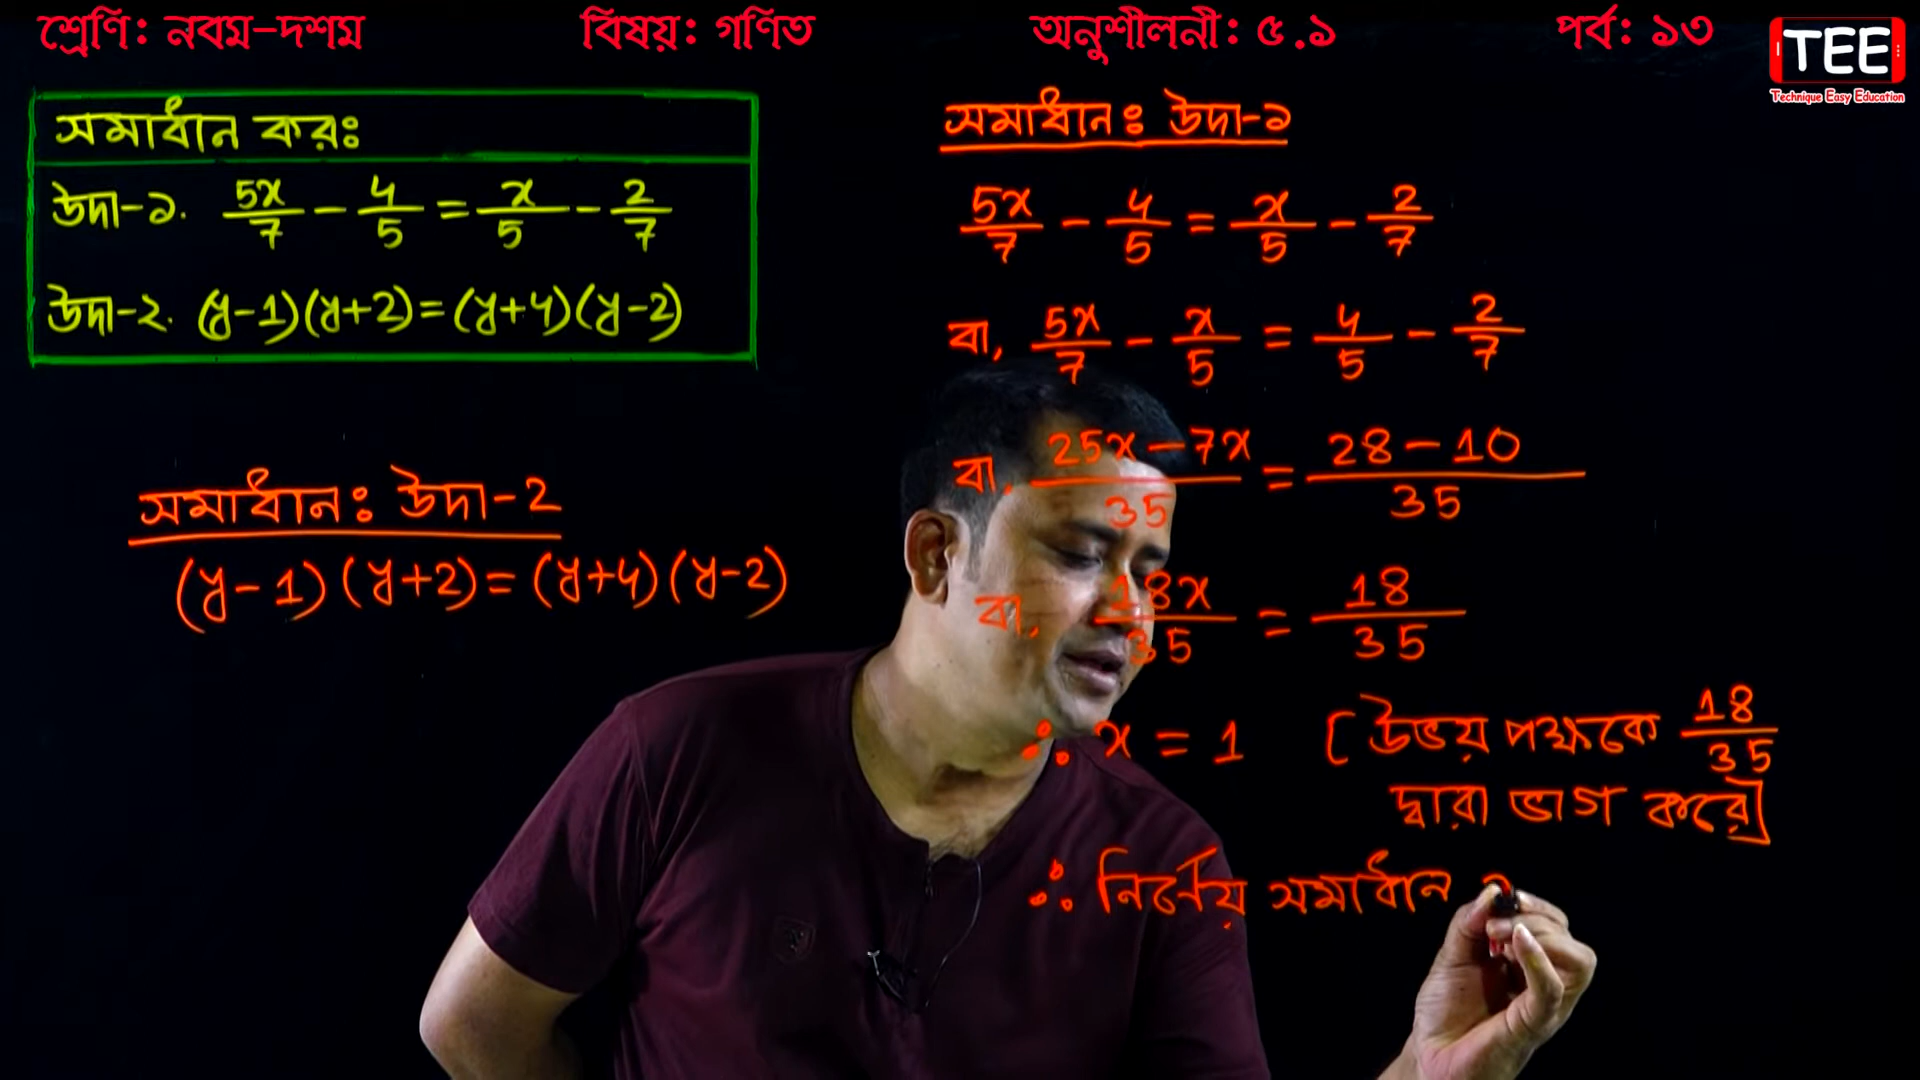 শ্রেণি: নবম-দশম বিষয়: গণিত অনুশীলনী: ৫.১ পর্ব: ১৩
TEE
Technique Easy Education
সমাধান করঃ
উদা-১. 5x/7 - 4/5 = x/5 - 2/7
উদা-২. (y-1)(y+2)=(y+4)(y-2)
সমাধানঃ উদা-2
(y-1)(y+2)=(y+4)(y-2)
সমাধানঃ উদা-১
5x/7 - 4/5 = x/5 - 2/7
বা, 5x/7 - x/5 = 4/5 - 2/7
বা, 25x-7x/35 = 28-10/35
বা, 18x/35 = 18/35
∴ x = 1 [উভয় পক্ষকে 18/35
দ্বারা ভাগ করে]
∴ নির্ণেয় সমাধান